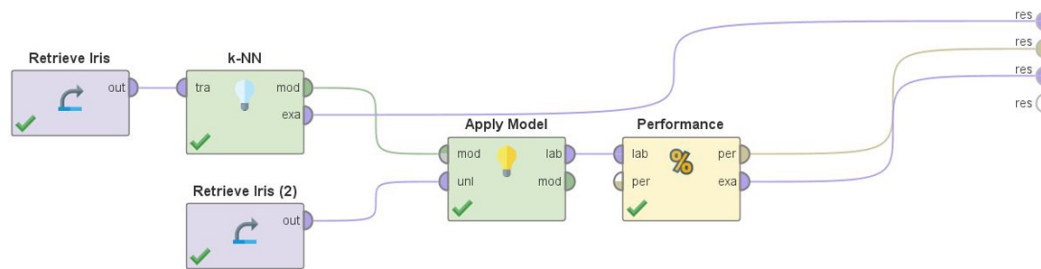 res
Retrieve Iris
k-NN
res
out
tra
mod
res
exa
res
Apply Model
Performance
mod
lab
lab
per
Retrieve Iris (2)
unl
mod
per
exa
out
%